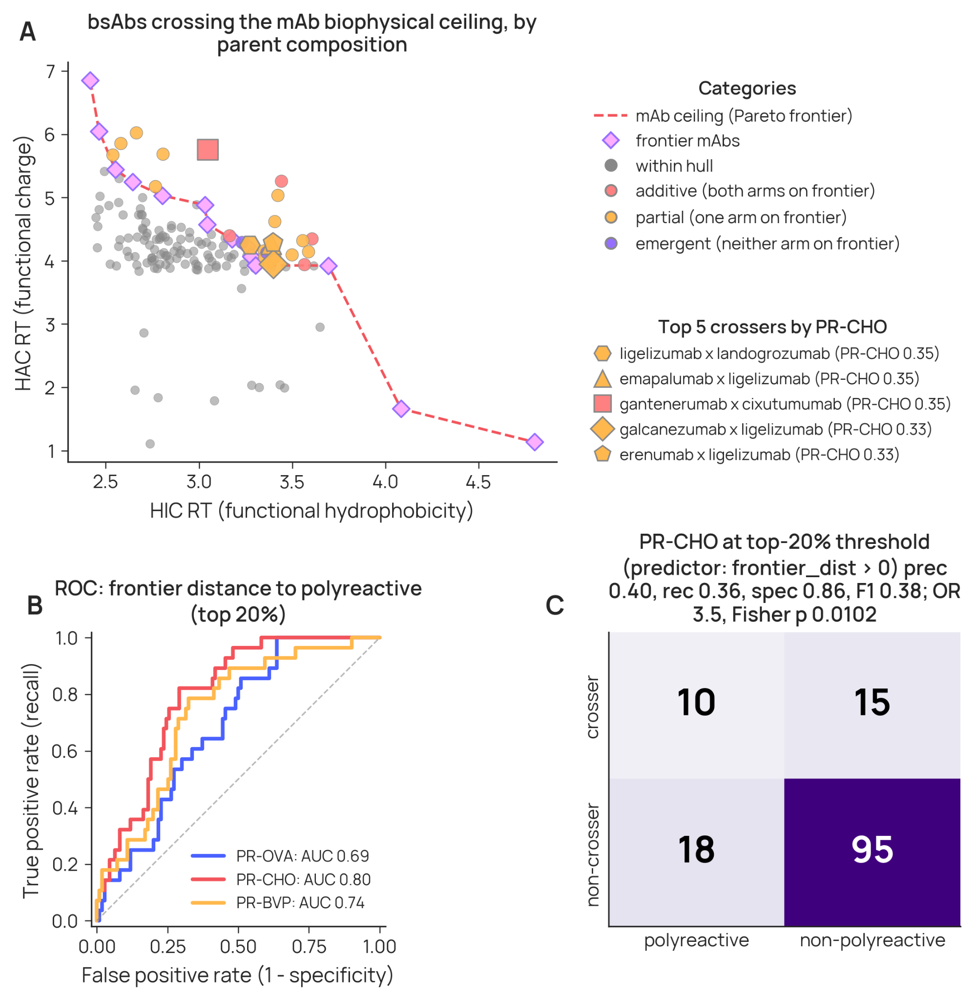 A
bsAbs crossing the mAb biophysical ceiling, by
parent composition
7
6
5
4
3
2
1
HAC RT (functional charge)
2.5 3.0 3.5 4.0 4.5
HIC RT (functional hydrophobicity)
Categories
mAb ceiling (Pareto frontier)
frontier mAbs
within hull
additive (both arms on frontier)
partial (one arm on frontier)
emergent (neither arm on frontier)
Top 5 crossers by PR-CHO
ligelizumab x landogrozumab (PR-CHO 0.35)
emapalumab x ligelizumab (PR-CHO 0.35)
gantenerumab x cixutumumab (PR-CHO 0.35)
galcanezumab x ligelizumab (PR-CHO 0.33)
erenumab x ligelizumab (PR-CHO 0.33)
B
ROC: frontier distance to polyreactive
(top 20%)
1.0
0.8
0.6
0.4
0.2
0.0
True positive rate (recall)
PR-OVA: AUC 0.69
PR-CHO: AUC 0.80
PR-BVP: AUC 0.74
0.00 0.25 0.50 0.75 1.00
False positive rate (1 - specificity)
C
PR-CHO at top-20% threshold
(predictor: frontier_dist > 0) prec
0.40, rec 0.36, spec 0.86, F1 0.38; OR
3.5, Fisher p 0.0102
crosser
10 15
non-crosser
18 95
polyreactive non-polyreactive